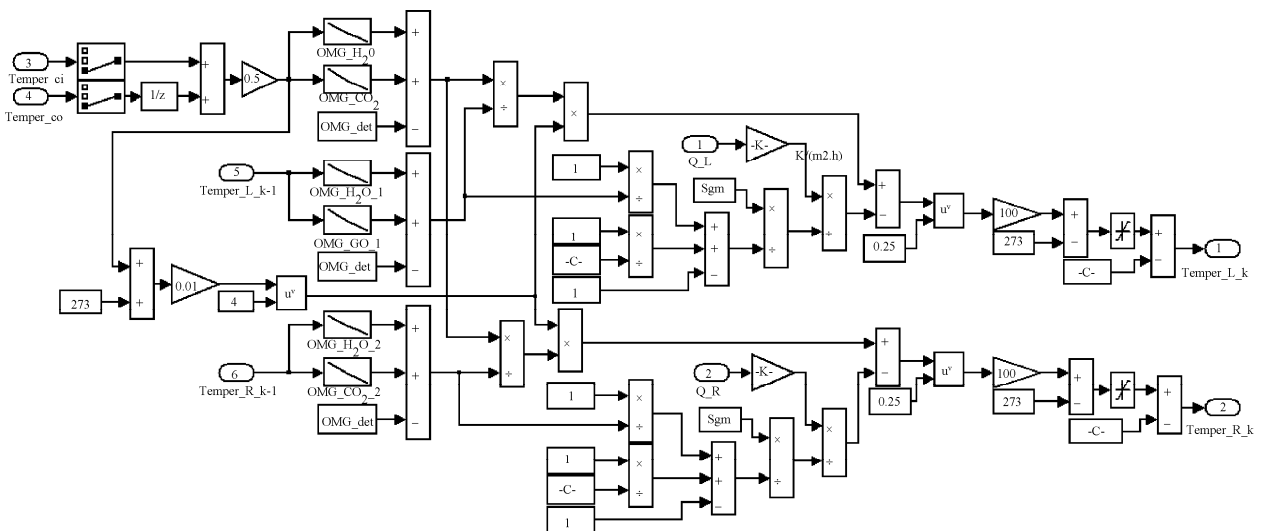 3
Temper_ci
4
Temper_co
1/z
+
+
0.5
OMG_H2O
OMG_CO2
OMG_det
+
+
−
×
÷
×
5
Temper_L_k-1
OMG_H2O_1
OMG_GO_1
OMG_det
+
+
−
1
Q_L
-K-
K/(m2.h)
1
×
÷
Sgm
1
-C-
×
÷
1
+
+
−
×
÷
×
÷
+
−
0.25
u^v
100
273
+
−
-C-
+
−
1
Temper_L_k
273
+
+
0.01
4
u^v
6
Temper_R_k-1
OMG_H2O_2
OMG_CO2_2
OMG_det
+
+
−
×
÷
×
2
Q_R
-K-
1
×
÷
Sgm
1
-C-
×
÷
1
+
+
−
×
÷
×
÷
+
−
0.25
u^v
100
273
+
−
-C-
+
−
2
Temper_R_k